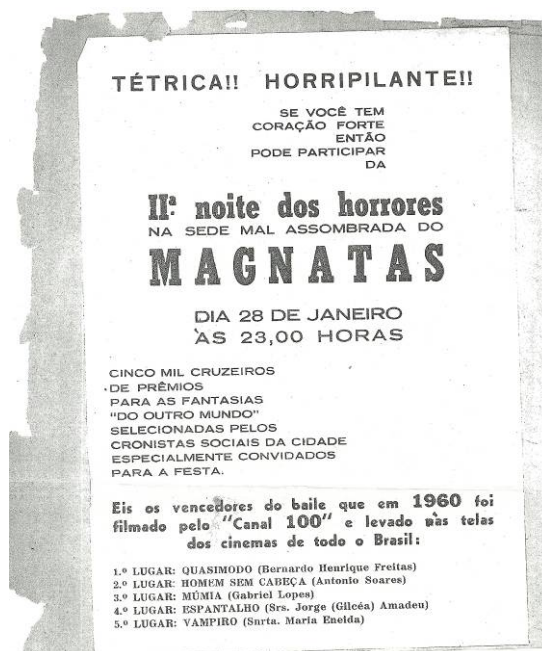 TÉTRICA!! HORRIPILANTE!!
SE VOCÊ TEM
CORAÇÃO FORTE
ENTÃO
PODE PARTICIPAR
DA
IIª noite dos horrores
NA SEDE MAL ASSOMBRADA DO
MAGNATAS
DIA 28 DE JANEIRO
ÀS 23,00 HORAS
CINCO MIL CRUZEIROS
DE PRÊMIOS
PARA AS FANTASIAS
"DO OUTRO MUNDO"
SELECIONADAS PELOS
CRONISTAS SOCIAIS DA CIDADE
ESPECIALMENTE CONVIDADOS
PARA A FESTA.
Eis os vencedores do baile que em 1960 foi
filmado pelo "Canal 100" e levado nas telas
dos cinemas de todo o Brasil:
1.º LUGAR: QUASIMODO (Bernardo Henrique Freitas)
2.º LUGAR: HOMEM SEM CABEÇA (Antonio Soares)
3.º LUGAR: MÚMIA (Gabriel Lopes)
4.º LUGAR: ESPANTALHO (Srs. Jorge (Gilcéa) Amadeu)
5.º LUGAR: VAMPIRO (Snrta. Maria Eneida)